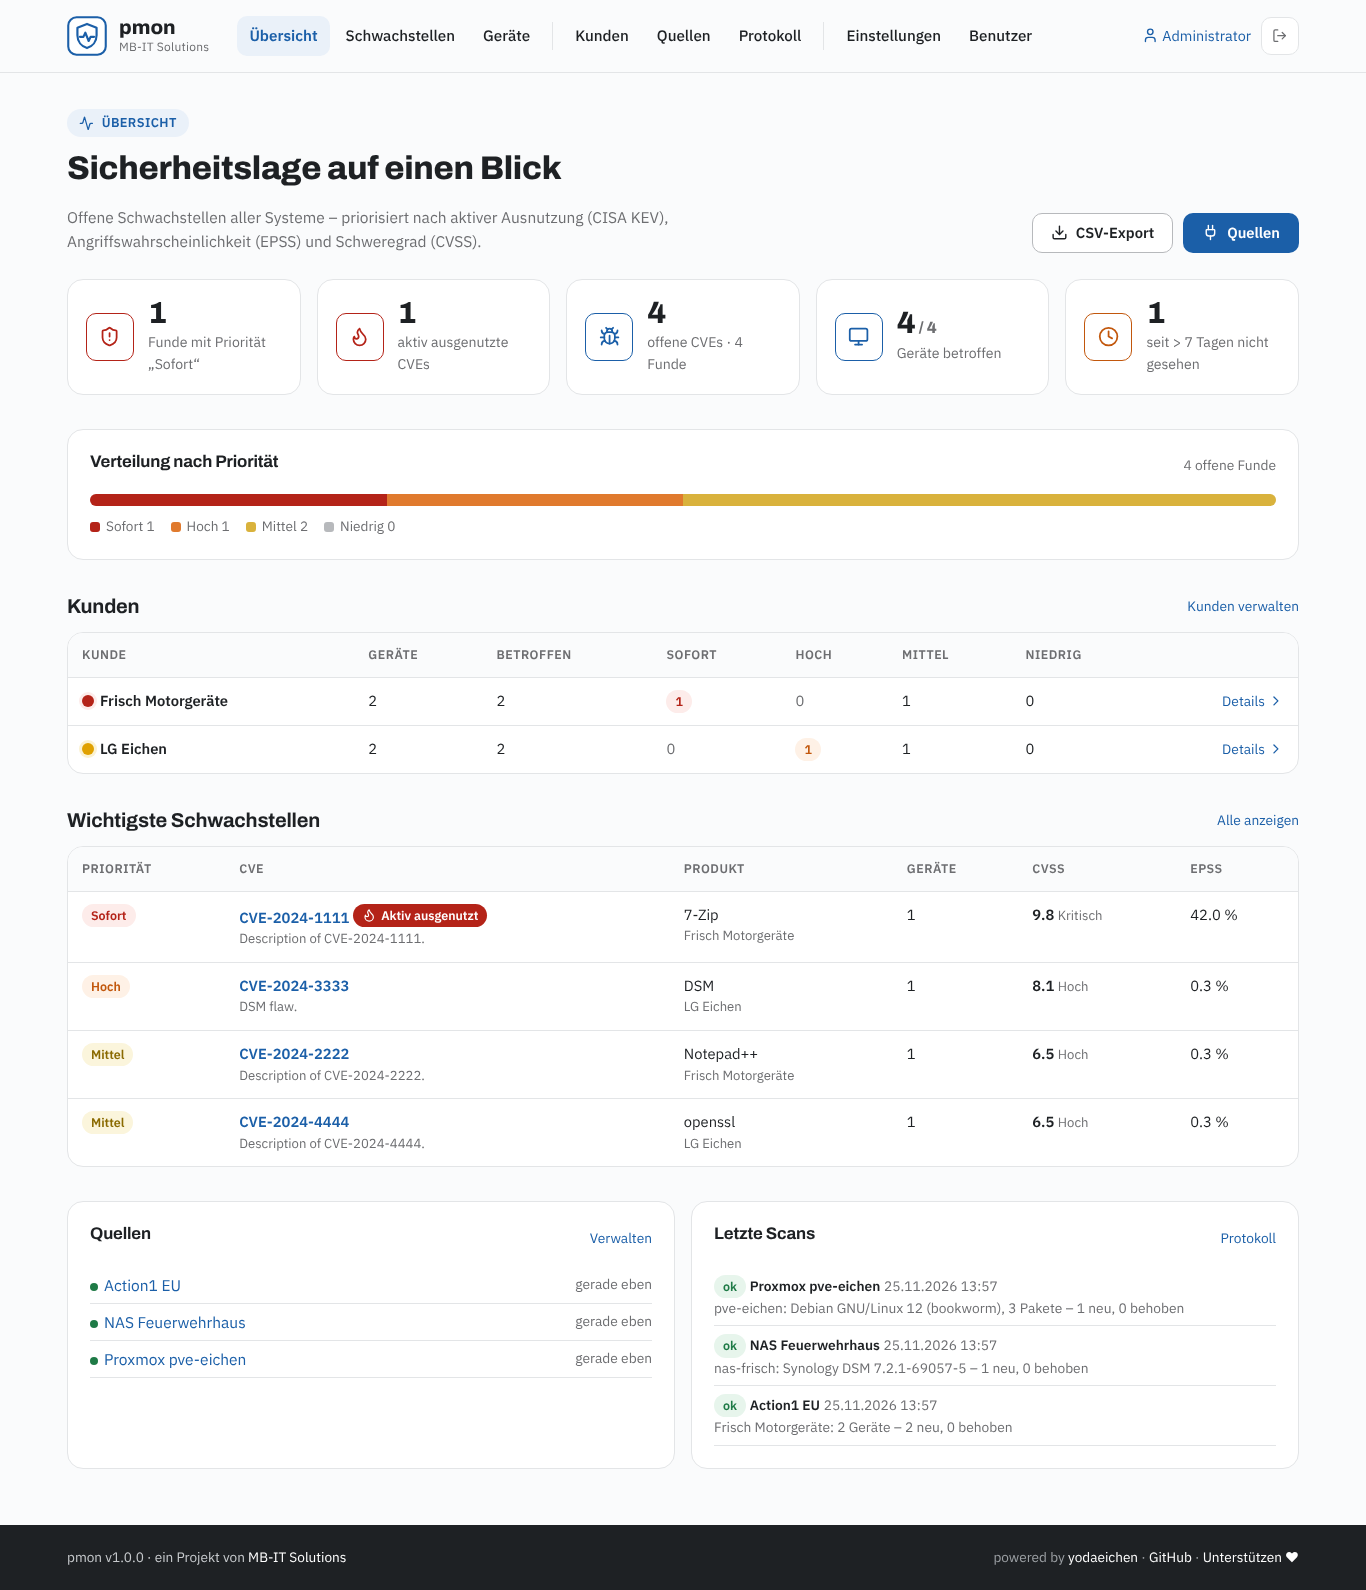 pmon
MB-IT Solutions
Übersicht
Schwachstellen
Geräte
Kunden
Quellen
Protokoll
Einstellungen
Benutzer
Administrator
ÜBERSICHT
Sicherheitslage auf einen Blick
Offene Schwachstellen aller Systeme – priorisiert nach aktiver Ausnutzung (CISA KEV),
Angriffswahrscheinlichkeit (EPSS) und Schweregrad (CVSS).
CSV-Export
Quellen
1
Funde mit Priorität
„Sofort“
1
aktiv ausgenutzte
CVEs
4
offene CVEs · 4
Funde
4 / 4
Geräte betroffen
1
seit > 7 Tagen nicht
gesehen
Verteilung nach Priorität
4 offene Funde
Sofort 1 Hoch 1 Mittel 2 Niedrig 0
Kunden
Kunden verwalten
KUNDE GERÄTE BETROFFEN SOFORT HOCH MITTEL NIEDRIG
Frisch Motorgeräte 2 2 1 0 1 0 Details
LG Eichen 2 2 0 1 1 0 Details
Wichtigste Schwachstellen
Alle anzeigen
PRIORITÄT CVE PRODUKT GERÄTE CVSS EPSS
Sofort CVE-2024-1111 Aktiv ausgenutzt 7-Zip 1 9.8 Kritisch 42.0 %
Description of CVE-2024-1111. Frisch Motorgeräte
Hoch CVE-2024-3333 DSM 1 8.1 Hoch 0.3 %
DSM flaw. LG Eichen
Mittel CVE-2024-2222 Notepad++ 1 6.5 Hoch 0.3 %
Description of CVE-2024-2222. Frisch Motorgeräte
Mittel CVE-2024-4444 openssl 1 6.5 Hoch 0.3 %
Description of CVE-2024-4444. LG Eichen
Quellen
Verwalten
Action1 EU gerade eben
NAS Feuerwehrhaus gerade eben
Proxmox pve-eichen gerade eben
Letzte Scans
Protokoll
ok Proxmox pve-eichen 25.11.2026 13:57
pve-eichen: Debian GNU/Linux 12 (bookworm), 3 Pakete – 1 neu, 0 behoben
ok NAS Feuerwehrhaus 25.11.2026 13:57
nas-frisch: Synology DSM 7.2.1-69057-5 – 1 neu, 0 behoben
ok Action1 EU 25.11.2026 13:57
Frisch Motorgeräte: 2 Geräte – 2 neu, 0 behoben
pmon v1.0.0 · ein Projekt von MB-IT Solutions
powered by yodaeichen · GitHub · Unterstützen ♥